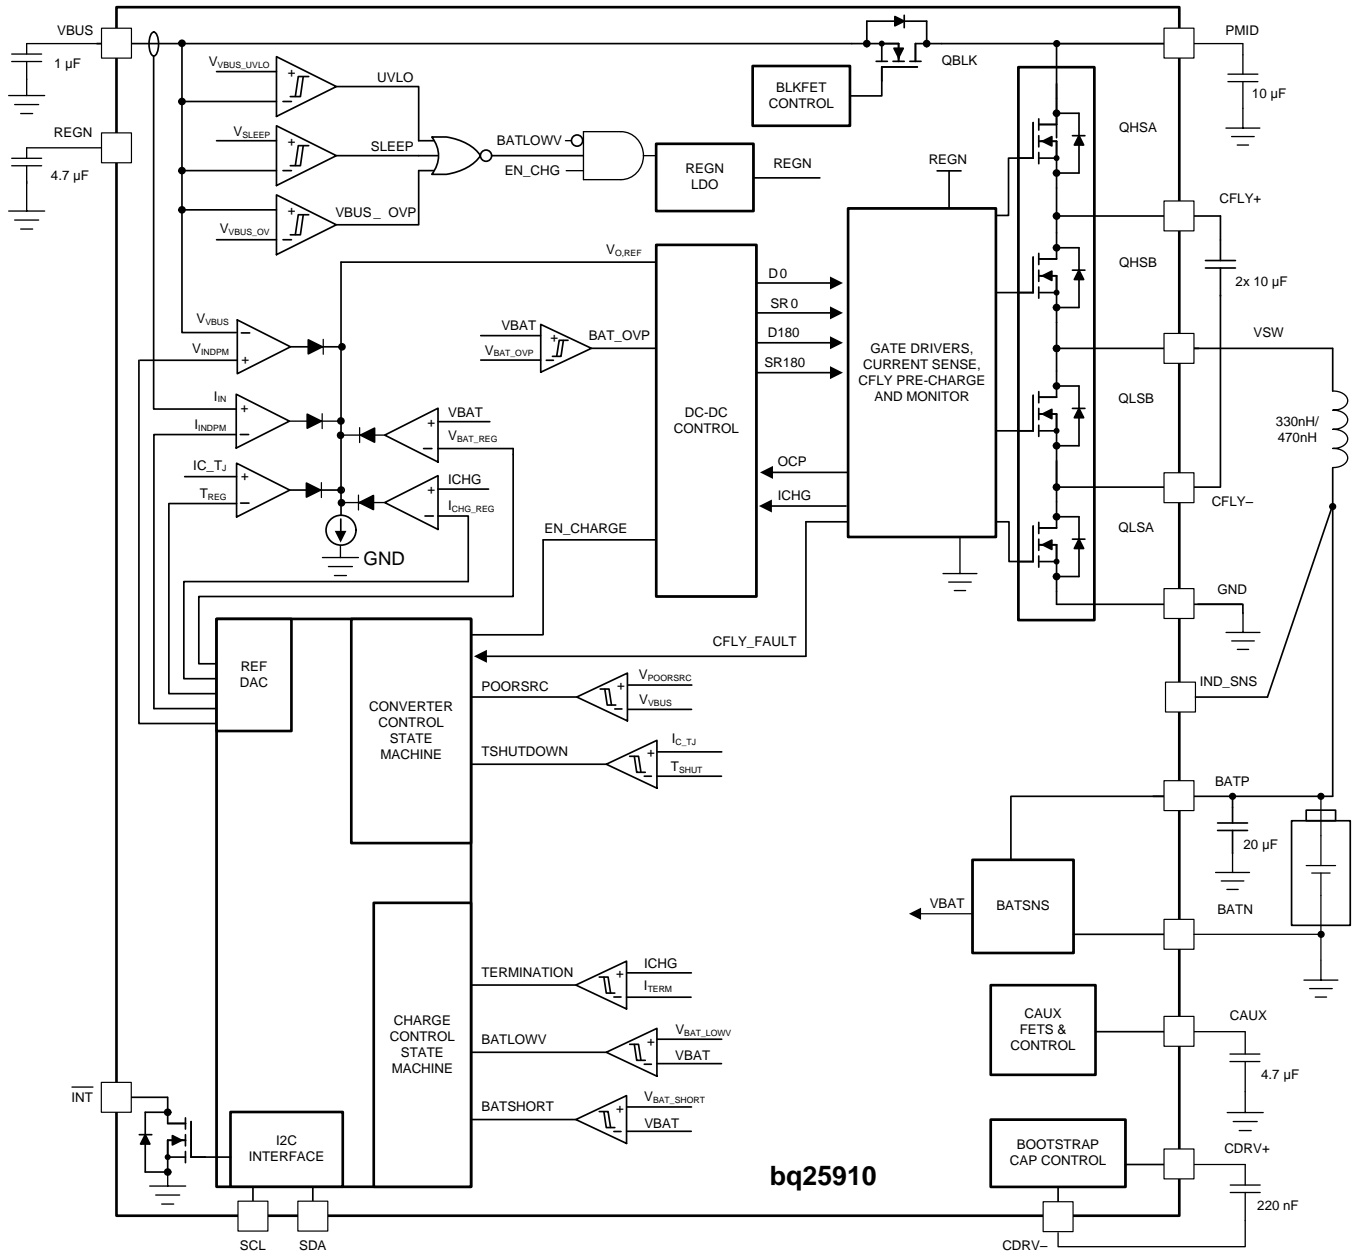 VBUS
1 µF
REGN
4.7 µF
V_VBUS_UVLO
UVLO
V_SLEEP
SLEEP
VBUS_ OVP
V_VBUS_OV
BATLOWV
EN_CHG
REGN
LDO
REGN
BLKFET
CONTROL
QBLK
PMID
10 µF
QHSA
REGN
CFLY+
QHSB
2x 10 µF
VSW
330nH/
470nH
QLSB
CFLY–
QLSA
GND
IND_SNS
V_O,REF
DC-DC
CONTROL
D0
SR0
D180
SR180
OCP
ICHG
GATE DRIVERS,
CURRENT SENSE,
CFLY PRE-CHARGE
AND MONITOR
VBAT
V_BAT_OVP
BAT_OVP
V_VBUS
V_INDPM
I_IN
I_INDPM
IC_T_J
T_REG
VBAT
V_BAT_REG
ICHG
I_CHG_REG
GND
EN_CHARGE
CFLY_FAULT
REF
DAC
CONVERTER
CONTROL
STATE
MACHINE
POORSRC
V_POORSRC
V_VBUS
TSHUTDOWN
I_C_TJ
T_SHUT
BATP
20 µF
BATN
VBAT
BATSNS
CHARGE
CONTROL
STATE
MACHINE
TERMINATION
ICHG
I_TERM
BATLOWV
V_BAT_LOWV
VBAT
BATSHORT
V_BAT_SHORT
VBAT
CAUX
FETS &
CONTROL
CAUX
4.7 µF
INT
I2C
INTERFACE
SCL
SDA
bq25910
BOOTSTRAP
CAP CONTROL
CDRV+
220 nF
CDRV–